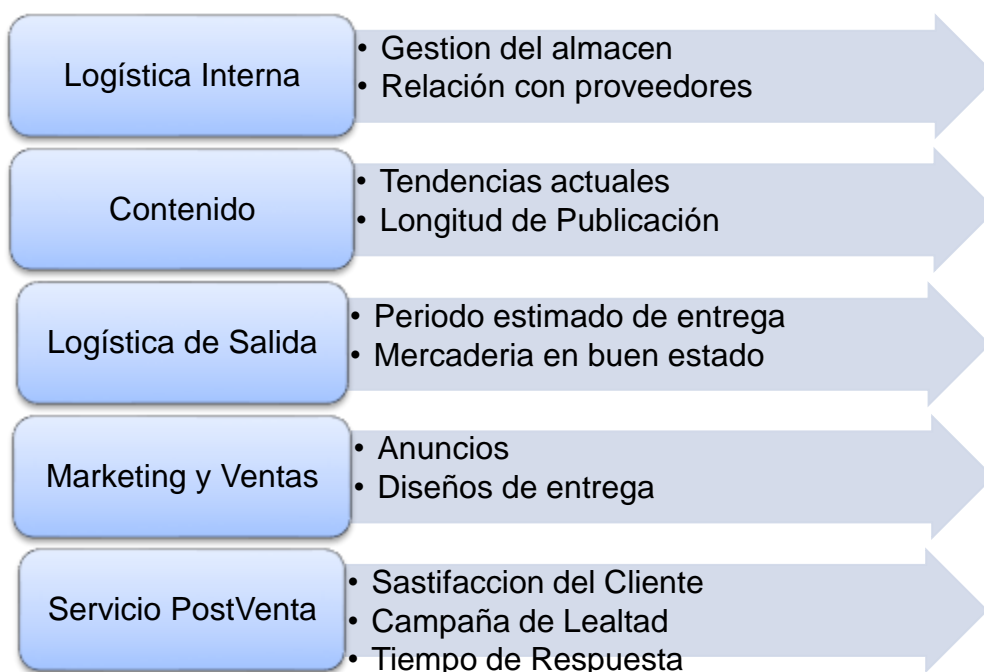 Logística Interna
• Gestion del almacen
• Relación con proveedores
Contenido
• Tendencias actuales
• Longitud de Publicación
Logística de Salida
• Periodo estimado de entrega
• Mercaderia en buen estado
Marketing y Ventas
• Anuncios
• Diseños de entrega
Servicio PostVenta
• Sastifaccion del Cliente
• Campaña de Lealtad
• Tiempo de Respuesta